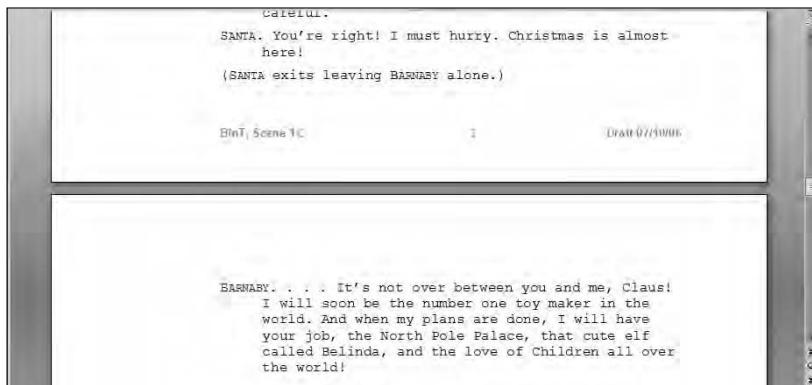 careful.
SANTA. You're right! I must hurry. Christmas is almost
here!
(SANTA exits leaving BARNABY alone.)
BinT, Scene 1C Draft 07/10/06
BARNABY. . . . It's not over between you and me, Claus!
I will soon be the number one toy maker in the
world. And when my plans are done, I will have
your job, the North Pole Palace, that cute elf
called Belinda, and the love of Children all over
the world!